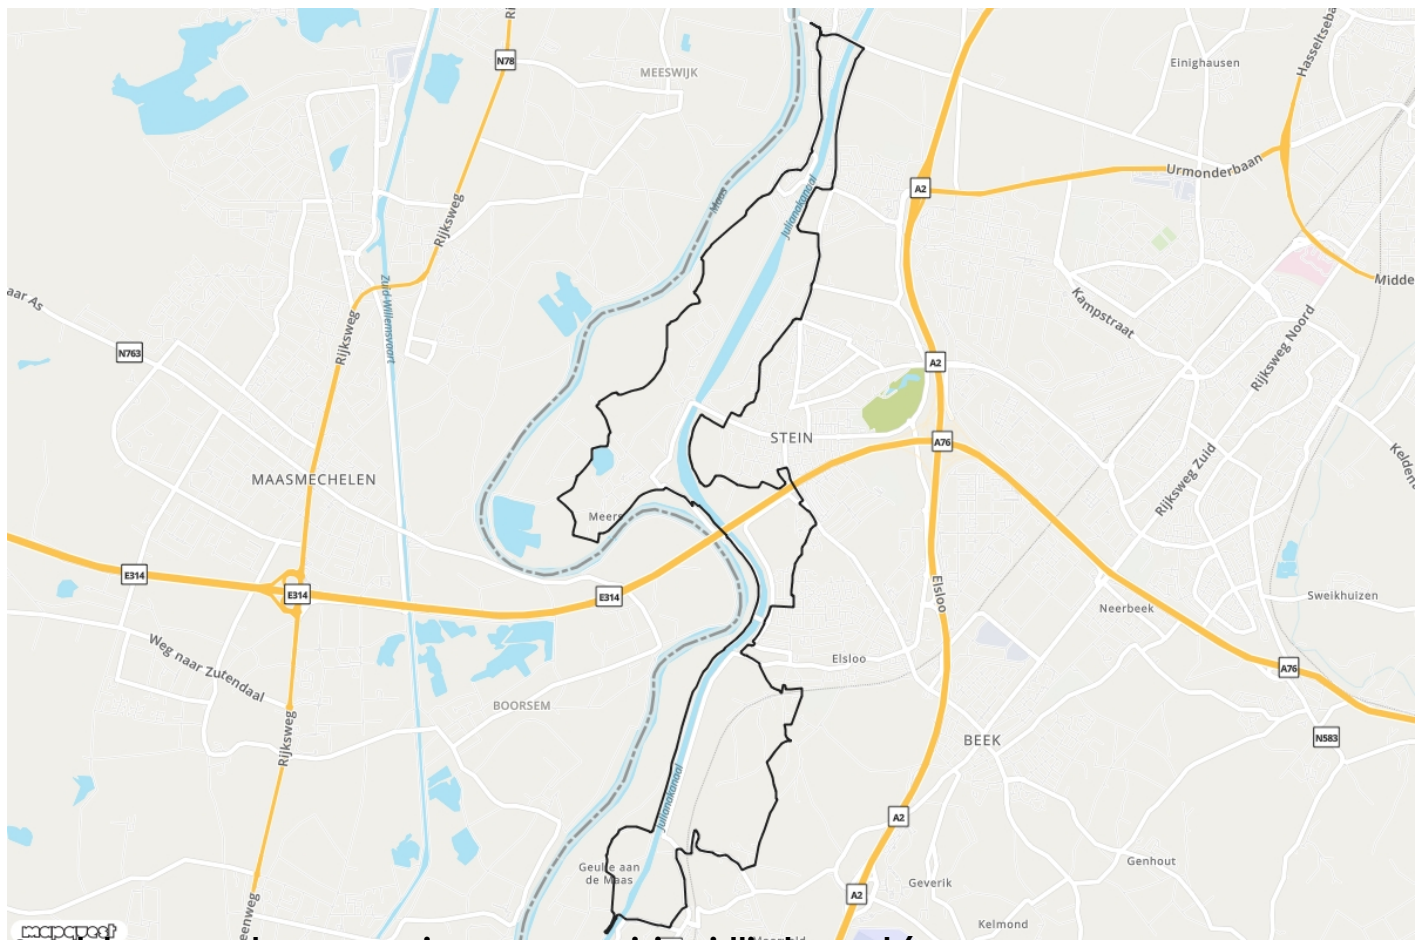 Ri
N78
MEESWIJK
Einighausen
Hasseltseba
Urmonderbaan
A2
Maas
Julianakanaal
Rijksweg
Zuid-Willemsvaart
aar As
Rijksweg
Kampstraat
Midde
N763
A2
Rijksweg Noord
STEIN
A76
MAASMECHELEN
Rijksweg Zuid
Meers
E314
E314
E314
Elsloo
Neerbeek
Sweikhuizen
Weg naar Zutendaal
Elsloo
A76
BOORSEM
Rijksweg
BEEK
N583
Julianakanaal
A2
Geulle aan
de Maas
Genhout
Geverik
A2
Kelmond
mapquest